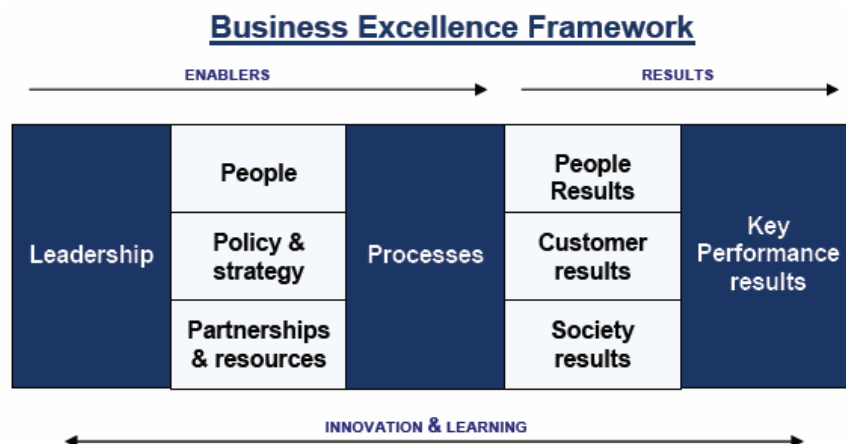 Business Excellence Framework
ENABLERS
RESULTS
Leadership
People
Policy &
strategy
Partnerships
& resources
Processes
People
Results
Customer
results
Society
results
Key
Performance
results
INNOVATION & LEARNING